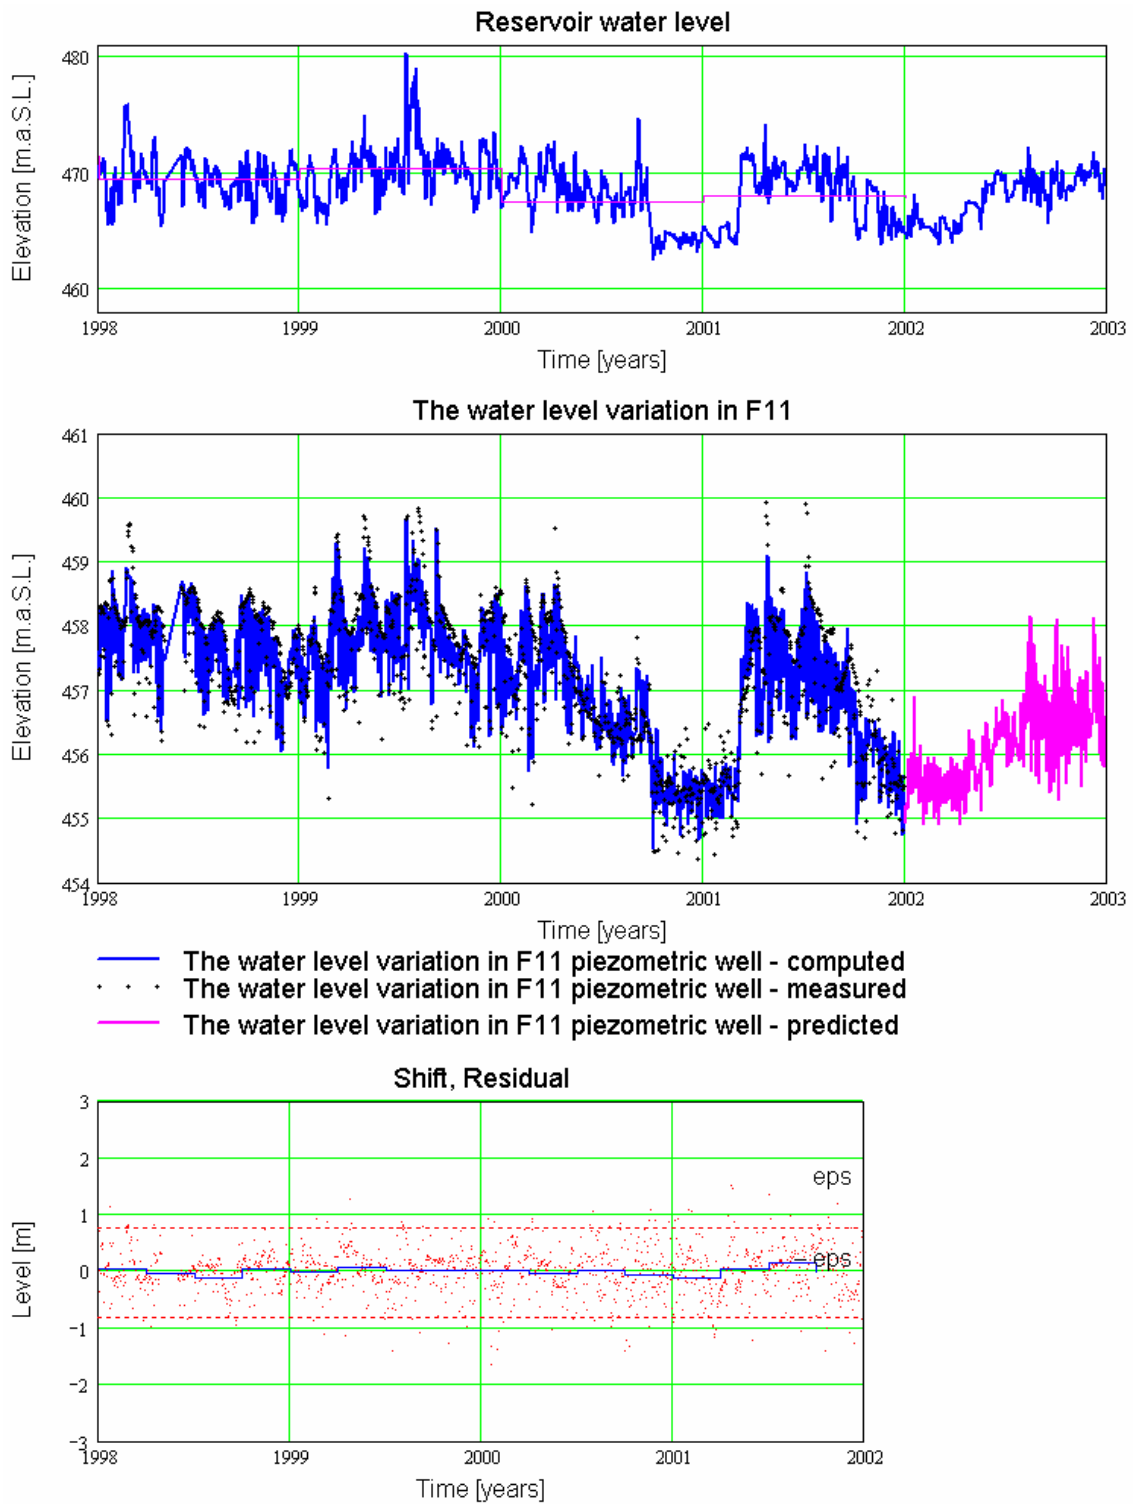 Reservoir water level
Elevation [m.a.S.L.]
480
470
460
1998 1999 2000 2001 2002 2003
Time [years]
The water level variation in F11
Elevation [m.a.S.L.]
461
460
459
458
457
456
455
454
1998 1999 2000 2001 2002 2003
Time [years]
The water level variation in F11 piezometric well - computed
The water level variation in F11 piezometric well - measured
The water level variation in F11 piezometric well - predicted
Shift, Residual
Level [m]
3
2
1
0
−1
−2
−3
eps
−eps
1998 1999 2000 2001 2002
Time [years]